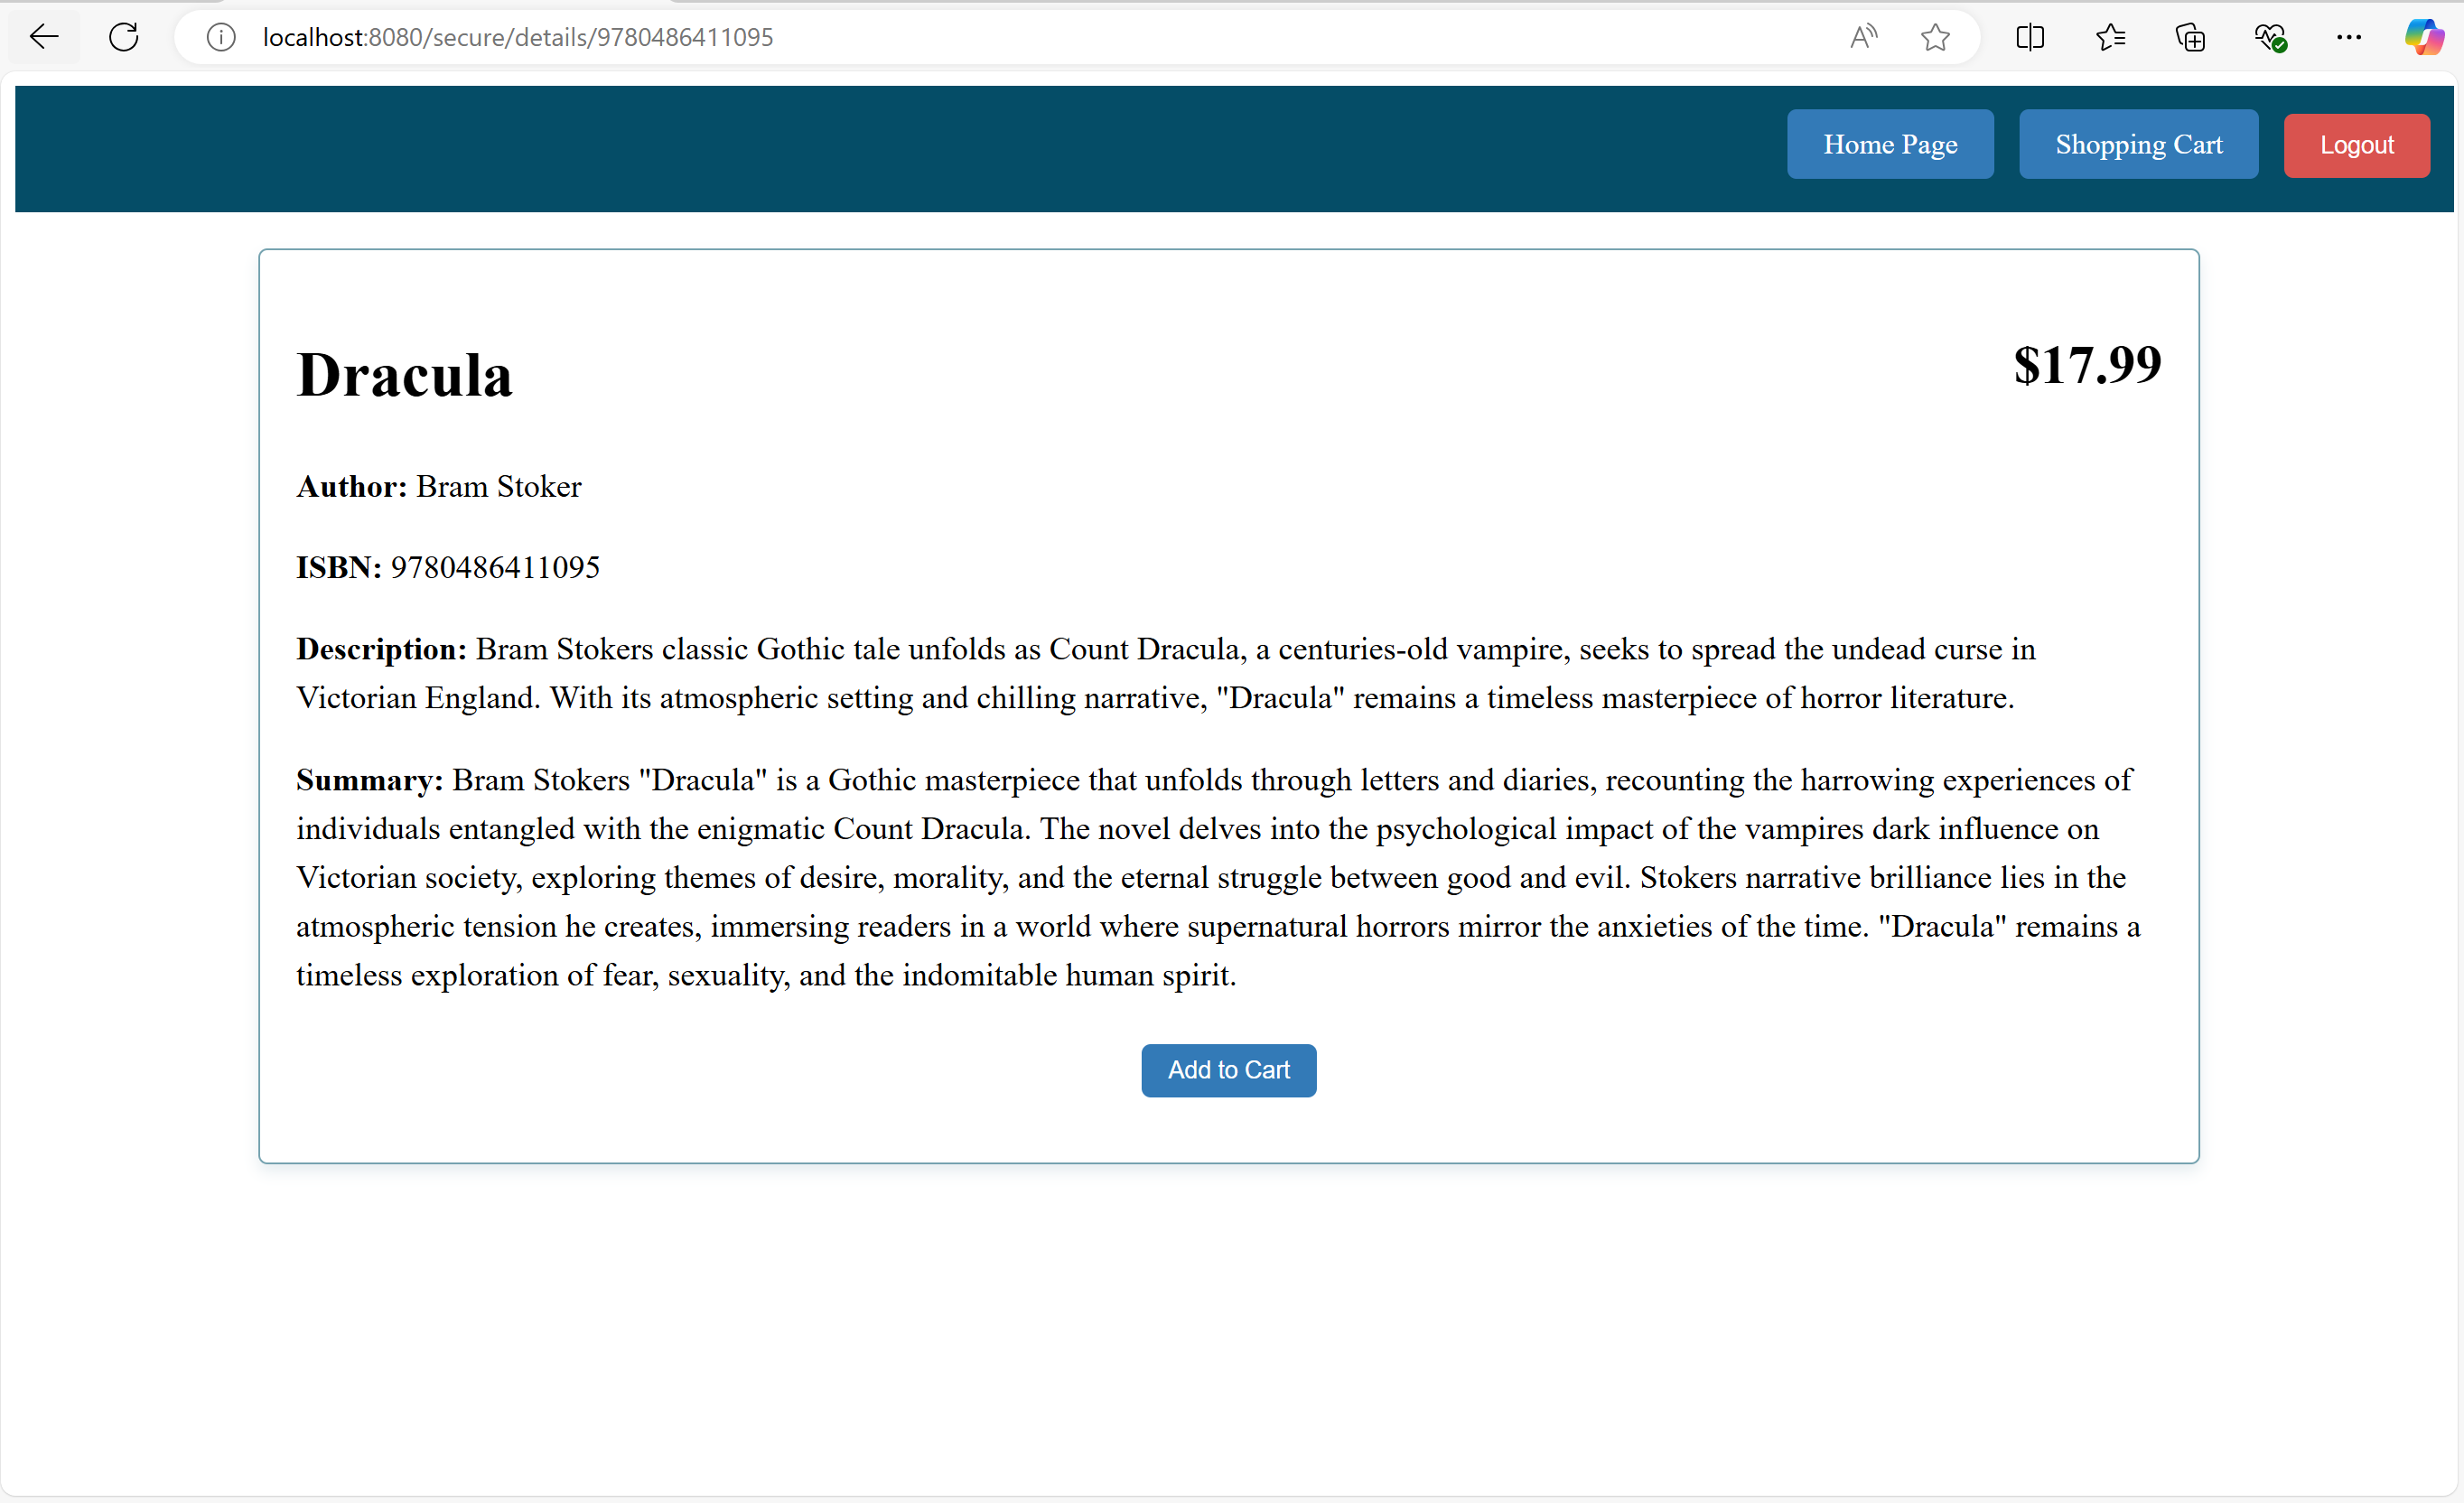 localhost:8080/secure/details/9780486411095
Home Page
Shopping Cart
Logout
Dracula
$17.99
Author: Bram Stoker
ISBN: 9780486411095
Description: Bram Stokers classic Gothic tale unfolds as Count Dracula, a centuries-old vampire, seeks to spread the undead curse in
Victorian England. With its atmospheric setting and chilling narrative, "Dracula" remains a timeless masterpiece of horror literature.
Summary: Bram Stokers "Dracula" is a Gothic masterpiece that unfolds through letters and diaries, recounting the harrowing experiences of
individuals entangled with the enigmatic Count Dracula. The novel delves into the psychological impact of the vampires dark influence on
Victorian society, exploring themes of desire, morality, and the eternal struggle between good and evil. Stokers narrative brilliance lies in the
atmospheric tension he creates, immersing readers in a world where supernatural horrors mirror the anxieties of the time. "Dracula" remains a
timeless exploration of fear, sexuality, and the indomitable human spirit.
Add to Cart